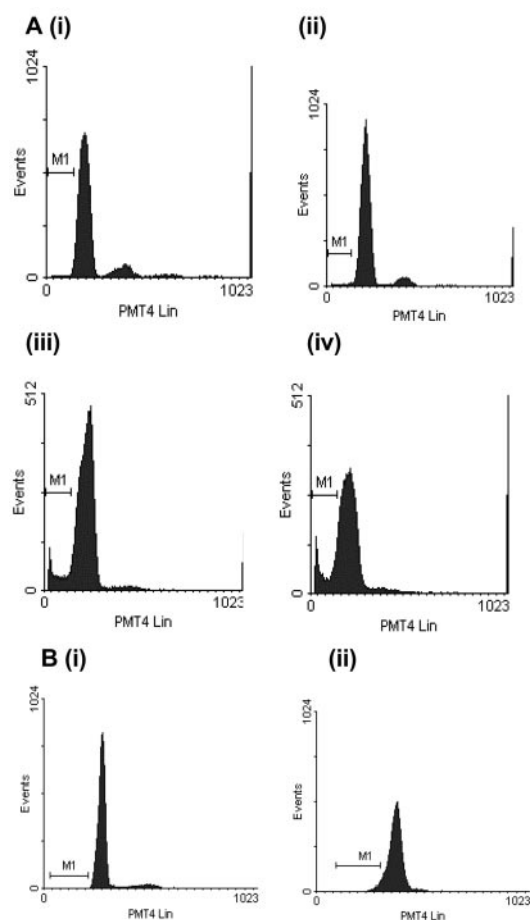 A (i)
1024
Events
M1
0
0
1023
PMT4 Lin
(ii)
1024
Events
M1
0
0
1023
PMT4 Lin
(iii)
512
Events
M1
0
0
1023
PMT4 Lin
(iv)
512
Events
M1
0
0
1023
PMT4 Lin
B (i)
1024
Events
M1
0
0
1023
PMT4 Lin
(ii)
1024
Events
M1
0
0
1023
PMT4 Lin